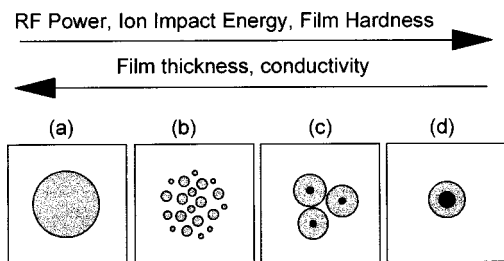 RF Power, Ion Impact Energy, Film Hardness
Film thickness, conductivity
(a) (b) (c) (d)